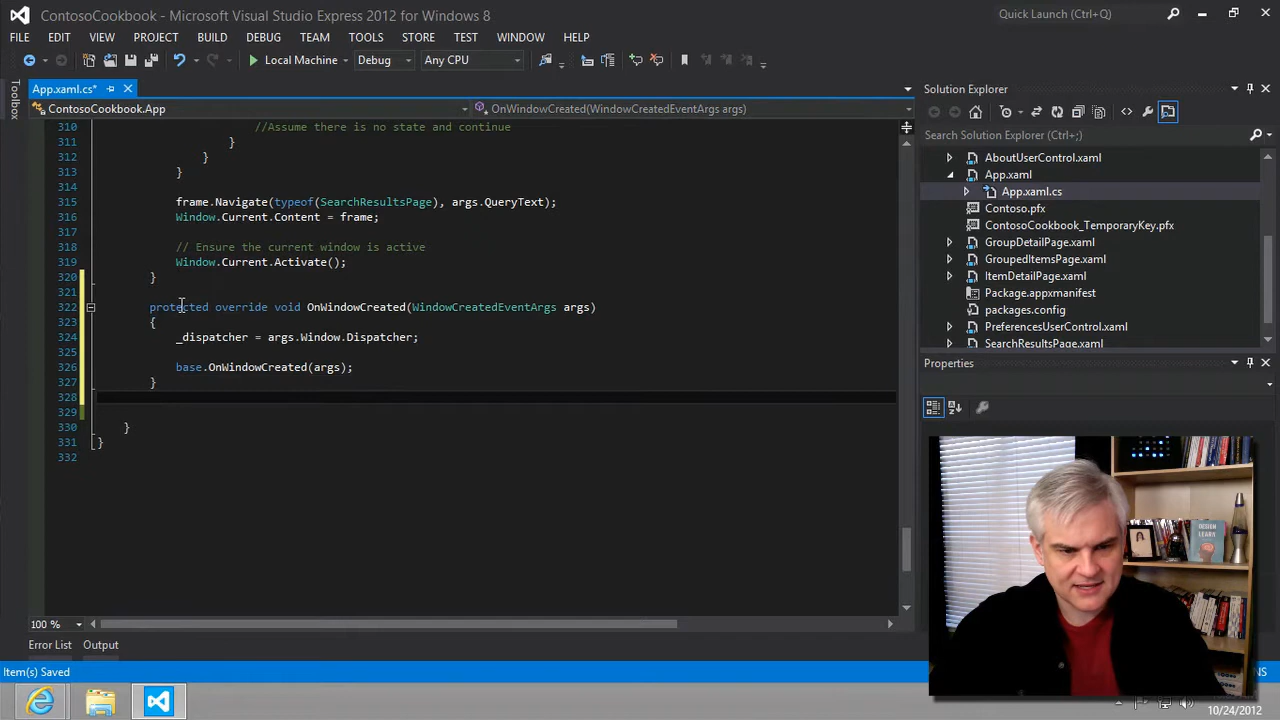 ContosoCookbook - Microsoft Visual Studio Express 2012 for Windows 8
Quick Launch (Ctrl+Q)
FILE EDIT VIEW PROJECT BUILD DEBUG TEAM TOOLS STORE TEST WINDOW HELP
Local Machine Debug Any CPU
Toolbox
App.xaml.cs*
ContosoCookbook.App
OnWindowCreated(WindowCreatedEventArgs args)
310 //Assume there is no state and continue
311 }
312 }
313 }
314
315 frame.Navigate(typeof(SearchResultsPage), args.QueryText);
316 Window.Current.Content = frame;
317
318 // Ensure the current window is active
319 Window.Current.Activate();
320 }
321
322 protected override void OnWindowCreated(WindowCreatedEventArgs args)
323 {
324 _dispatcher = args.Window.Dispatcher;
325
326 base.OnWindowCreated(args);
327 }
328
329
330 }
331 }
332
100 %
Error List Output
Item(s) Saved
Solution Explorer
Search Solution Explorer (Ctrl+;)
AboutUserControl.xaml
App.xaml
App.xaml.cs
Contoso.pfx
ContosoCookbook_TemporaryKey.pfx
GroupDetailPage.xaml
GroupedItemsPage.xaml
ItemDetailPage.xaml
Package.appxmanifest
packages.config
PreferencesUserControl.xaml
SearchResultsPage.xaml
Properties
DESIGN
LEARN
NS
10/24/2012